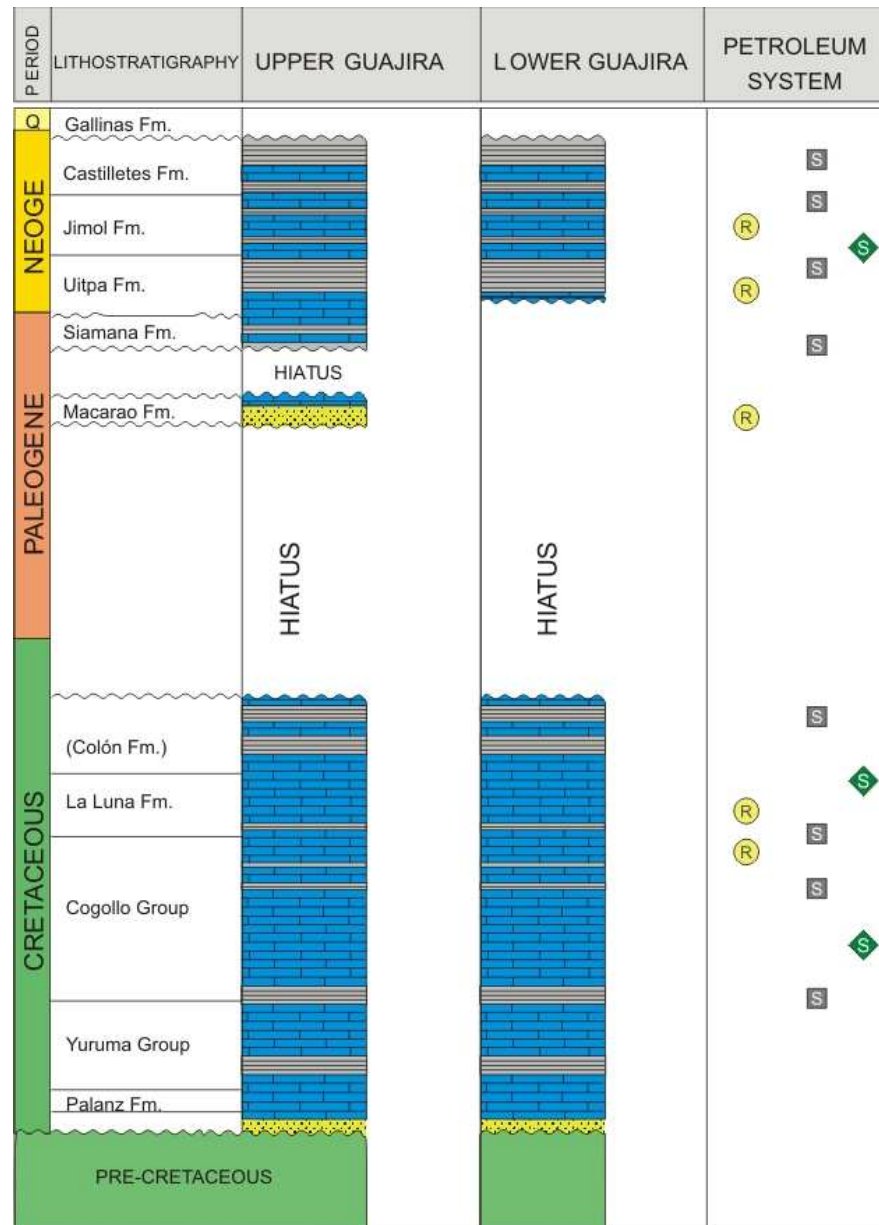 PERIOD
LITHOSTRATIGRAPHY
UPPER GUAJIRA
LOWER GUAJIRA
PETROLEUM
SYSTEM
Q
Gallinas Fm.
NEOGE
Castilletes Fm.
S
S
Jimol Fm.
R
S
Uitpa Fm.
S
R
PALEOGENE
Siamana Fm.
S
HIATUS
Macarao Fm.
R
HIATUS
HIATUS
CRETACEOUS
(Colón Fm.)
S
S
La Luna Fm.
R
S
R
Cogollo Group
S
S
S
Yuruma Group
Palanz Fm.
PRE-CRETACEOUS